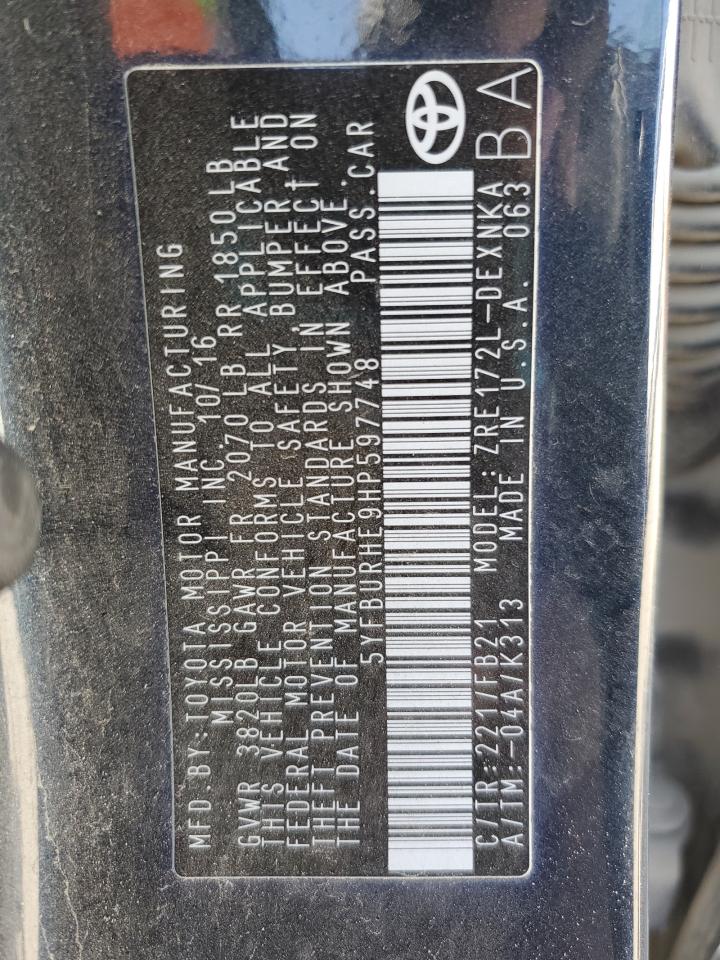 MFD.BY:TOYOTA MOTOR MANUFACTURING
MISSISSIPPI INC. 10/16
GVWR 3820LB GAWR FR 2070 LB RR 1850 LB
THIS VEHICLE CONFORMS TO ALL APPLICABLE
FEDERAL MOTOR VEHICLE SAFETY, BUMPER AND
THEFT PREVENTION STANDARDS IN EFFECT ON
THE DATE OF MANUFACTURE SHOWN ABOVE.
5YFBURHE9HP597748 PASS.CAR
C/TR:2217/FB21 MODEL:ZRE172L-DEXNKA
A/TM:-04A/K313 MADE IN U.S.A. 063
BA